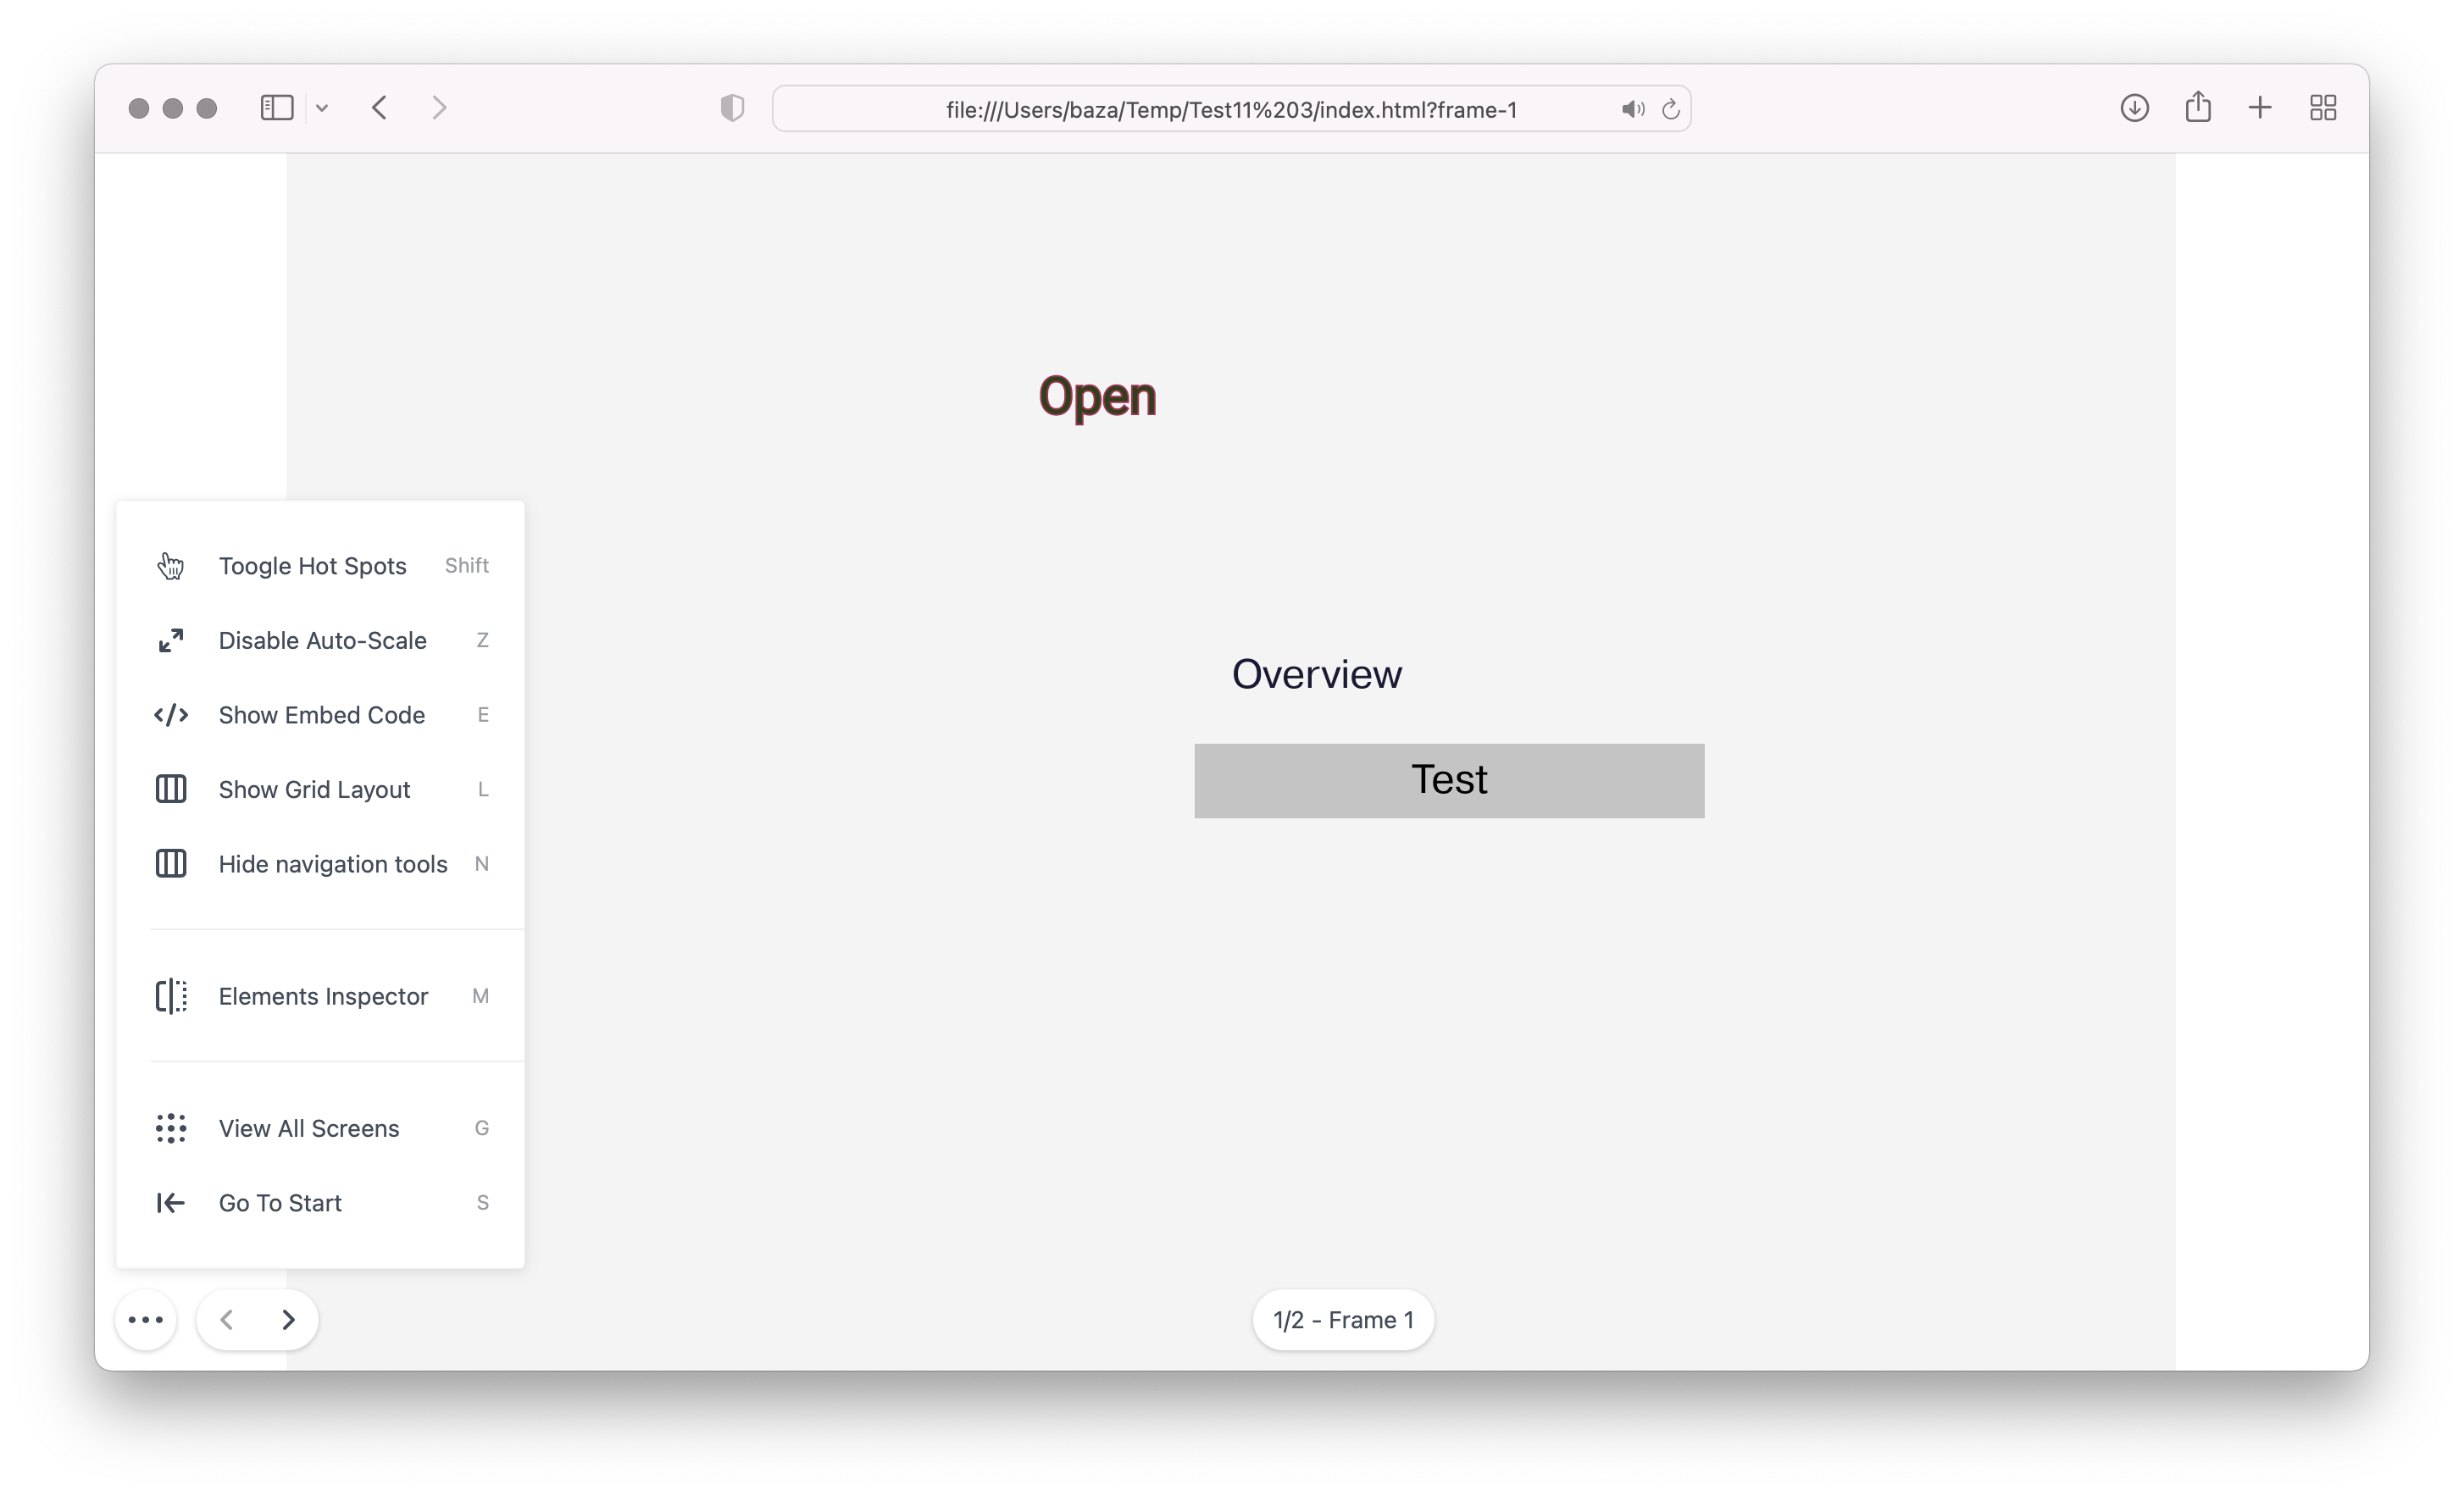 file:///Users/baza/Temp/Test11%203/index.html?frame-1
Open
Overview
Test
Toogle Hot Spots Shift
Disable Auto-Scale Z
Show Embed Code E
Show Grid Layout L
Hide navigation tools N
Elements Inspector M
View All Screens G
Go To Start S
1/2 - Frame 1